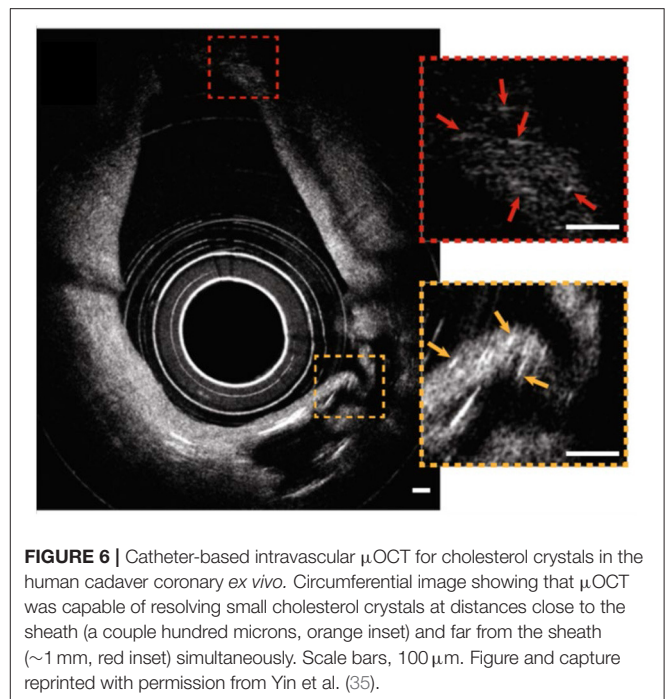 FIGURE 6 | Catheter-based intravascular μOCT for cholesterol crystals in the
human cadaver coronary ex vivo. Circumferential image showing that μOCT
was capable of resolving small cholesterol crystals at distances close to the
sheath (a couple hundred microns, orange inset) and far from the sheath
(∼1 mm, red inset) simultaneously. Scale bars, 100 μm. Figure and capture
reprinted with permission from Yin et al. (35).